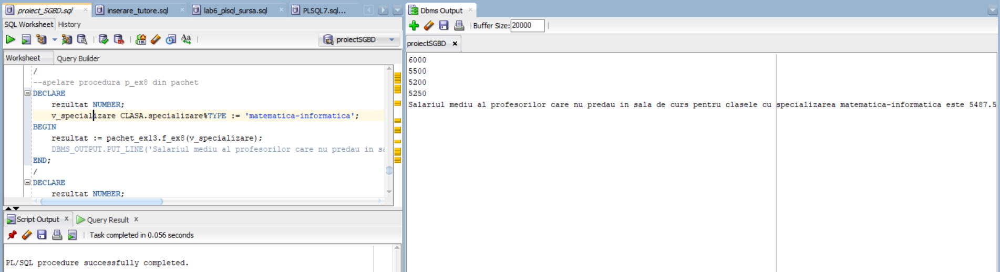 proiect_SGBD.sql inserare_tutore.sql lab6_plsql_sursa.sql PLSQL7.sql...
SQL Worksheet History
proiectSGBD
Worksheet Query Builder
/
--apelare procedura p_ex8 din pachet
DECLARE
rezultat NUMBER;
v_specializare CLASA.specializare%TYPE := 'matematica-informatica';
BEGIN
rezultat := pachet_ex13.f_ex8(v_specializare);
DBMS_OUTPUT.PUT_LINE('Salariul mediu al profesorilor care nu predau in sa
END;
/
DECLARE
rezultat NUMBER;
Script Output x Query Result x
Task completed in 0.056 seconds
PL/SQL procedure successfully completed.
Dbms Output
Buffer Size: 20000
proiectSGBD
6000
5500
5200
5250
Salariul mediu al profesorilor care nu predau in sala de curs pentru clasele cu specializarea matematica-informatica este 5487.5